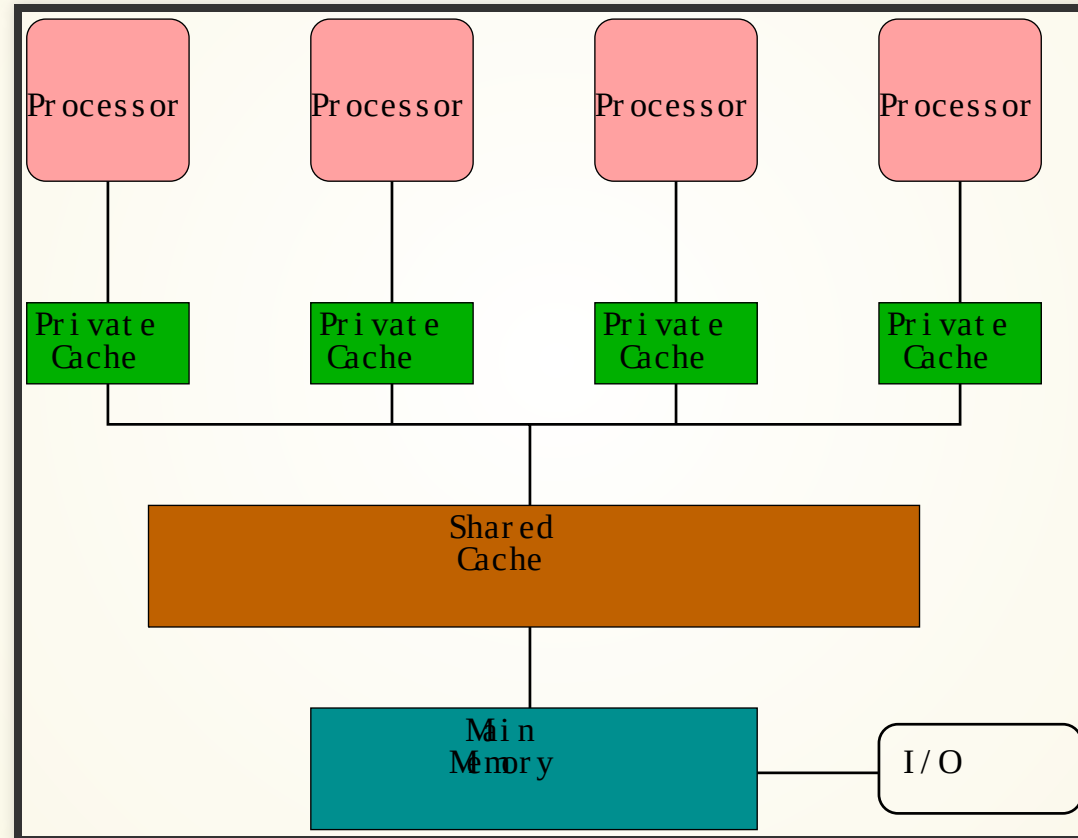 Processor
Processor
Processor
Processor
Private
Cache
Private
Cache
Private
Cache
Private
Cache
Shared
Cache
Main
Memory
I/O